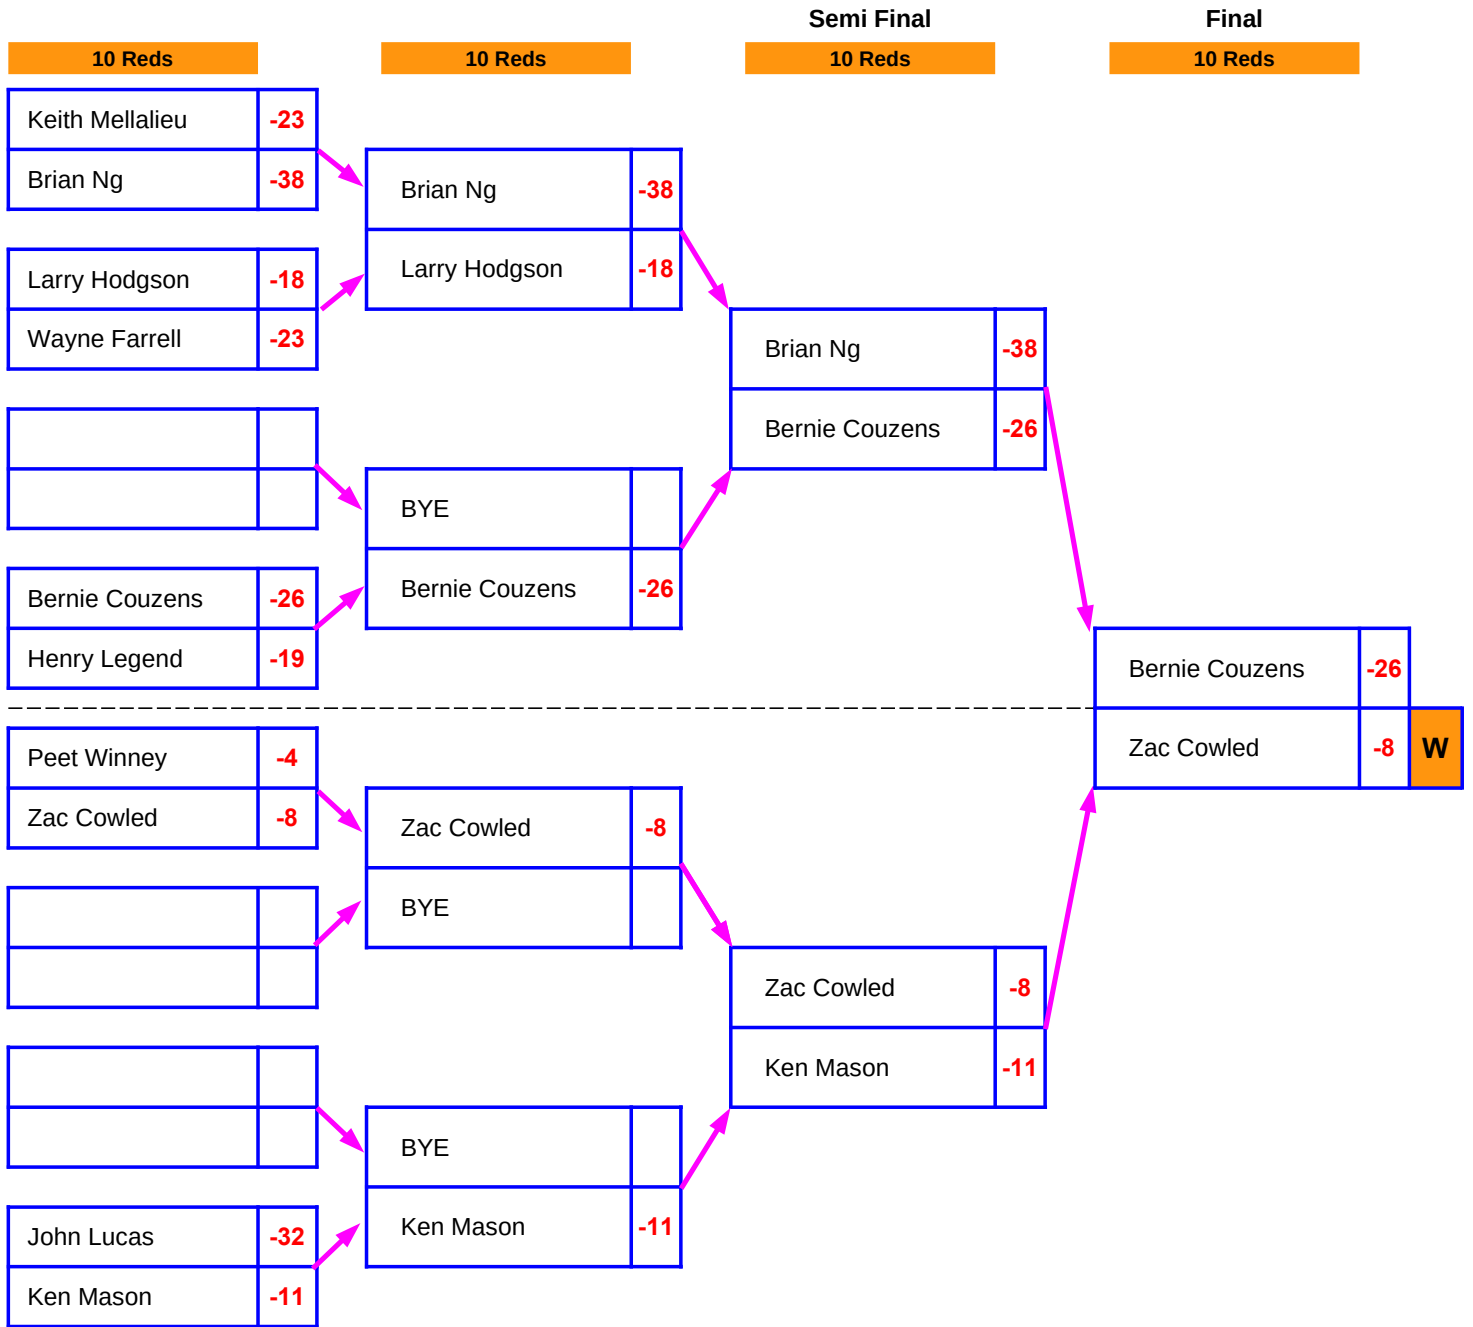 Semi Final
Final
10 Reds
10 Reds
10 Reds
10 Reds
Keith Mellalieu -23
Brian Ng -38
Larry Hodgson -18
Wayne Farrell -23
Bernie Couzens -26
Henry Legend -19
Peet Winney -4
Zac Cowled -8
John Lucas -32
Ken Mason -11
Brian Ng -38
Larry Hodgson -18
BYE
Bernie Couzens -26
Zac Cowled -8
BYE
BYE
Ken Mason -11
Brian Ng -38
Bernie Couzens -26
Zac Cowled -8
Ken Mason -11
Bernie Couzens -26
Zac Cowled -8 W